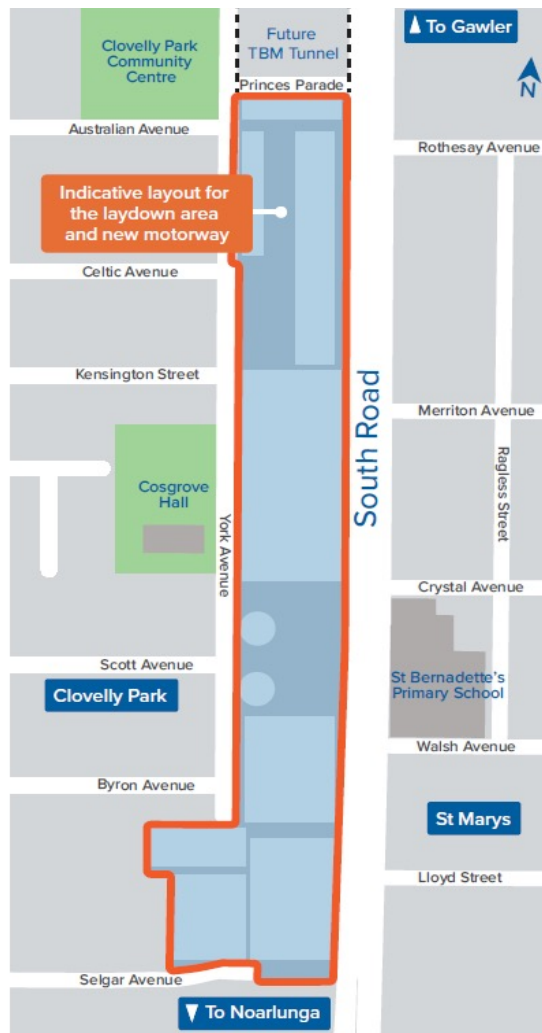 Clovelly Park
Community
Centre
Future
TBM Tunnel
To Gawler
N
Princes Parade
Australian Avenue
Rothesay Avenue
Indicative layout for
the laydown area
and new motorway
Celtic Avenue
Kensington Street
South Road
Merriton Avenue
Ragless Street
Cosgrove
Hall
York Avenue
Crystal Avenue
Scott Avenue
St Bernadette's
Primary School
Clovelly Park
Walsh Avenue
Byron Avenue
St Marys
Lloyd Street
Selgar Avenue
To Noarlunga